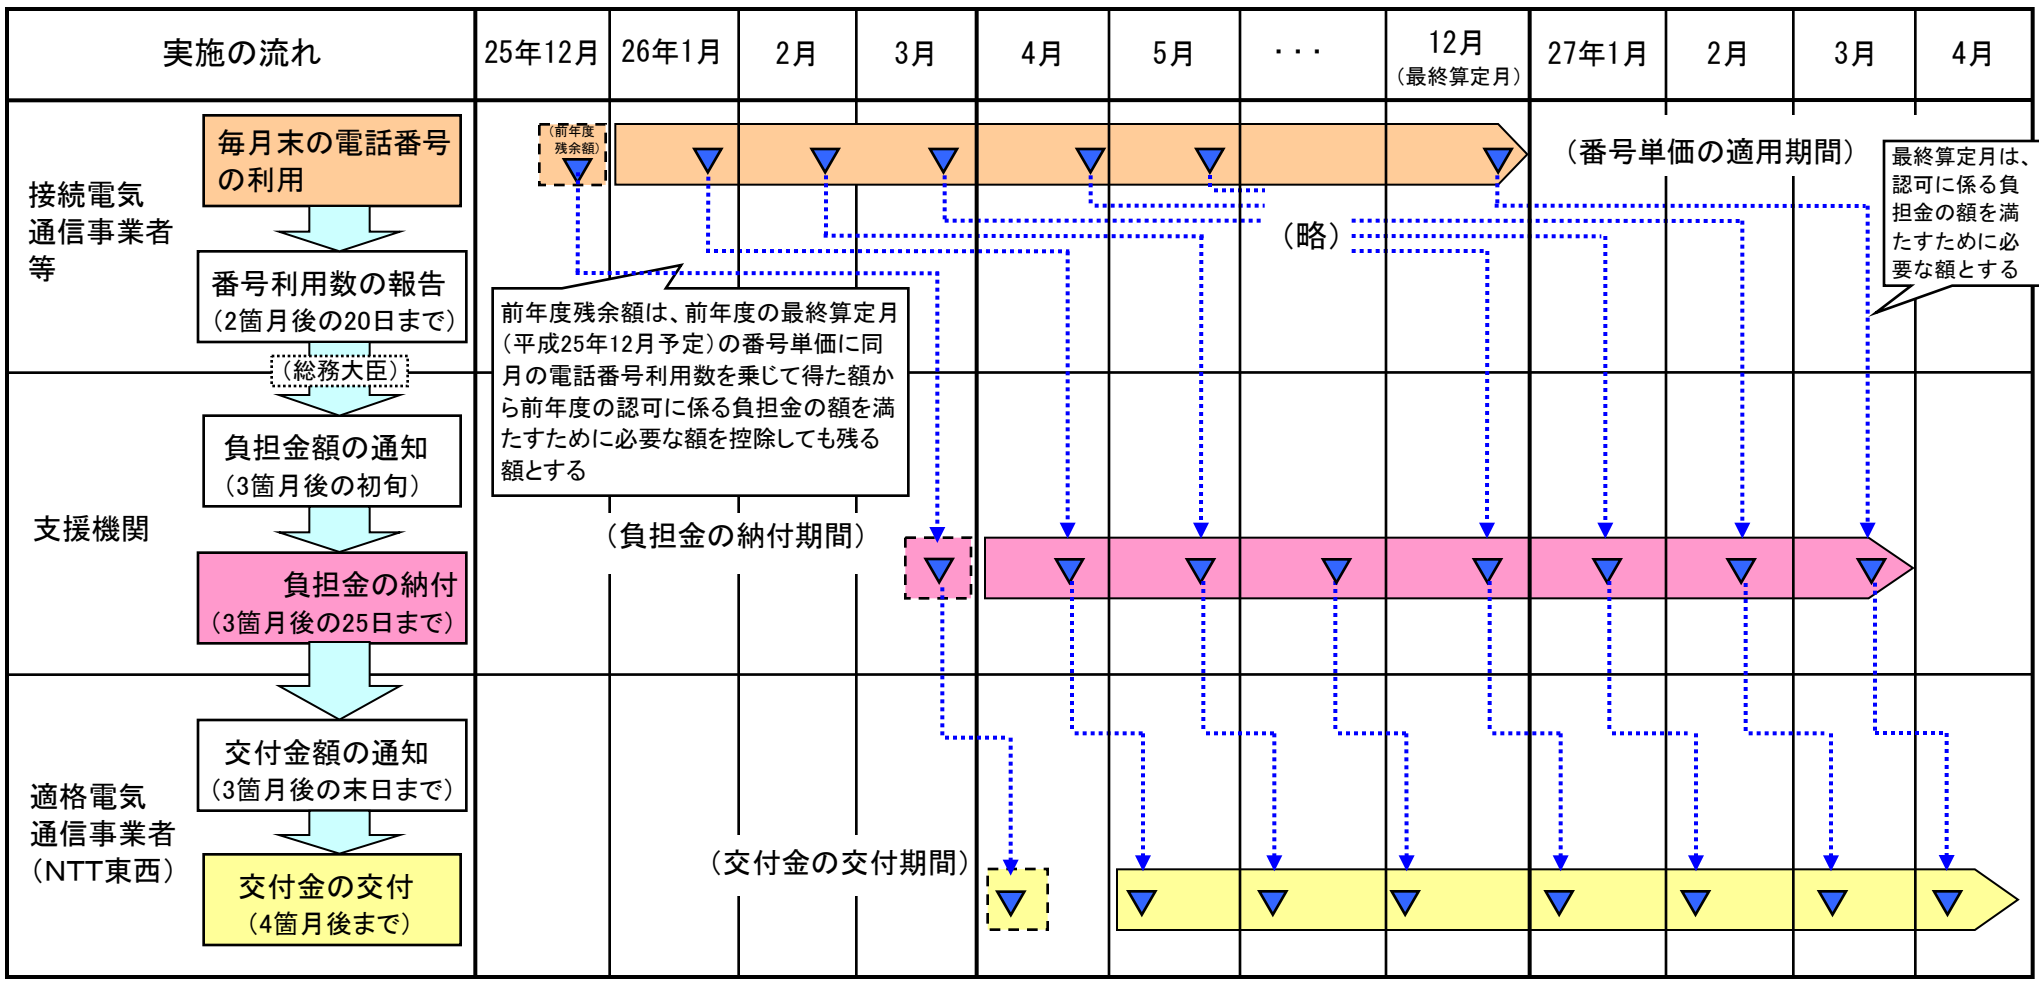 実施の流れ
25年12月
26年1月
2月
3月
4月
5月
・・・
12月
（最終算定月）
27年1月
2月
3月
4月
接続電気
通信事業者
等
毎月末の電話番号
の利用
番号利用数の報告
（2箇月後の20日まで）
（総務大臣）
（前年度
残余額）
（番号単価の適用期間）
（略）
最終算定月は、
認可に係る負
担金の額を満
たすために必
要な額とする
前年度残余額は、前年度の最終算定月
（平成25年12月予定）の番号単価に同
月の電話番号利用数を乗じて得た額か
ら前年度の認可に係る負担金の額を満
たすために必要な額を控除しても残る
額とする
支援機関
負担金額の通知
（3箇月後の初旬）
負担金の納付
（3箇月後の25日まで）
（負担金の納付期間）
適格電気
通信事業者
（NTT東西）
交付金額の通知
（3箇月後の末日まで）
交付金の交付
（4箇月後まで）
（交付金の交付期間）